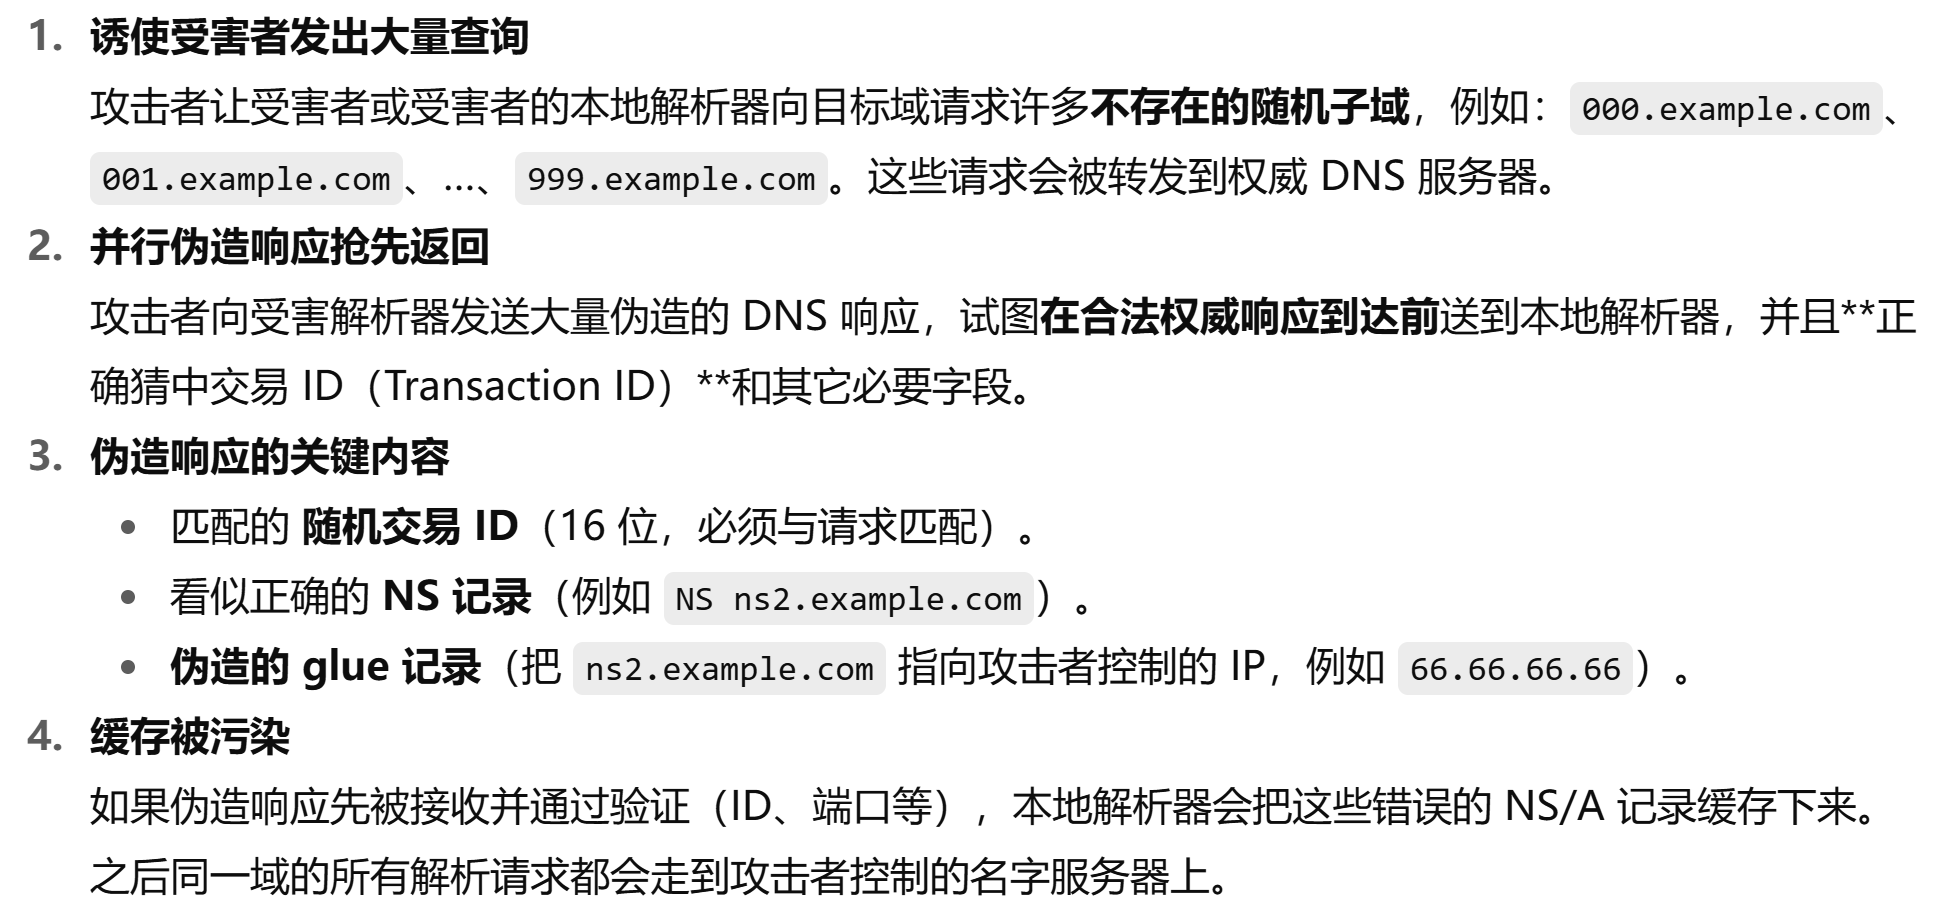 1. 诱使受害者发出大量查询
攻击者让受害者或受害者的本地解析器向目标域请求许多不存在的随机子域，例如：000.example.com、
001.example.com、…、999.example.com。这些请求会被转发到权威 DNS 服务器。
2. 并行伪造响应抢先返回
攻击者向受害解析器发送大量伪造的 DNS 响应，试图在合法权威响应到达前送到本地解析器，并且**正
确猜中交易 ID（Transaction ID）**和其它必要字段。
3. 伪造响应的关键内容
• 匹配的 随机交易 ID（16 位，必须与请求匹配）。
• 看似正确的 NS 记录（例如 NS ns2.example.com）。
• 伪造的 glue 记录（把 ns2.example.com 指向攻击者控制的 IP，例如 66.66.66.66）。
4. 缓存被污染
如果伪造响应先被接收并通过验证（ID、端口等），本地解析器会把这些错误的 NS/A 记录缓存下来。
之后同一域的所有解析请求都会走到攻击者控制的名字服务器上。